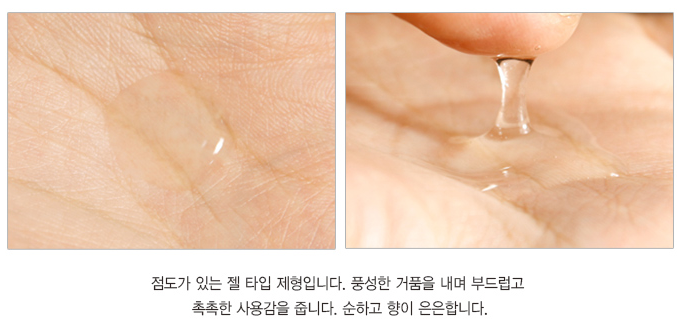 점도가 있는 젤 타입 제형입니다. 풍성한 거품을 내며 부드럽고
촉촉한 사용감을 줍니다. 순하고 향이 은은합니다.